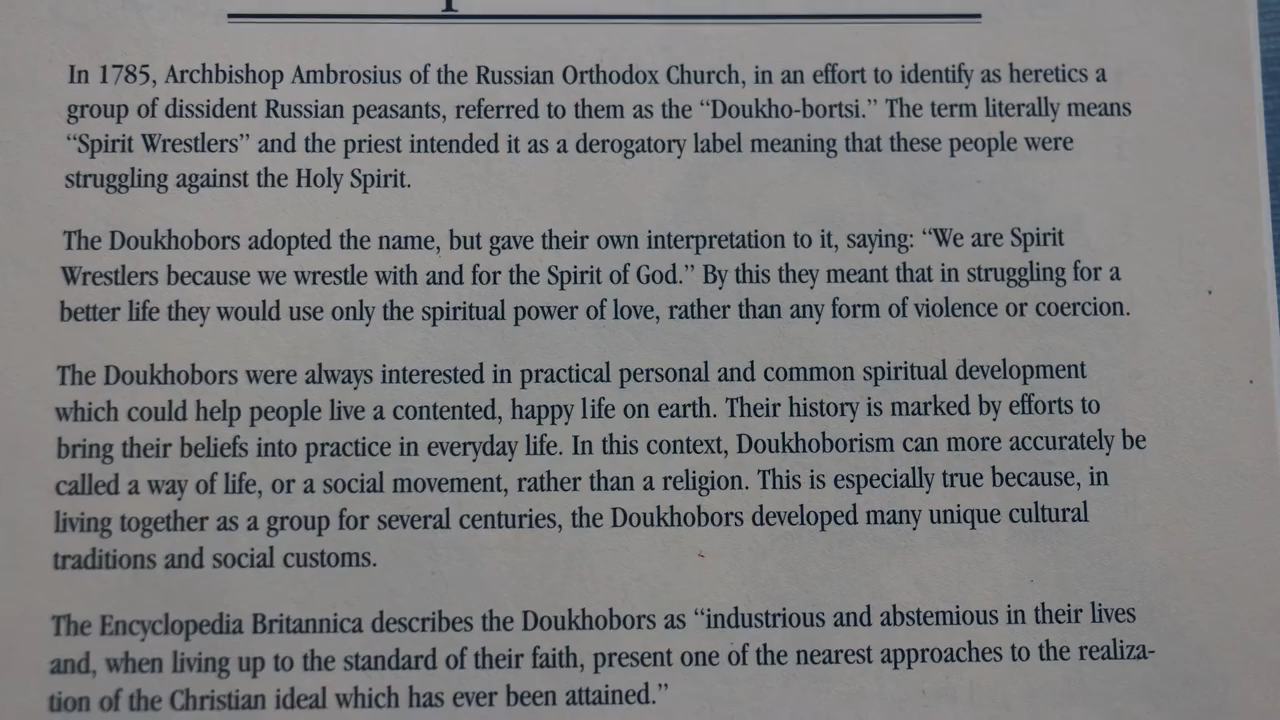 In 1785, Archbishop Ambrosius of the Russian Orthodox Church, in an effort to identify as heretics a
group of dissident Russian peasants, referred to them as the “Doukho-bortsi.” The term literally means
“Spirit Wrestlers” and the priest intended it as a derogatory label meaning that these people were
struggling against the Holy Spirit.
The Doukhobors adopted the name, but gave their own interpretation to it, saying: “We are Spirit
Wrestlers because we wrestle with and for the Spirit of God.” By this they meant that in struggling for a
better life they would use only the spiritual power of love, rather than any form of violence or coercion.
The Doukhobors were always interested in practical personal and common spiritual development
which could help people live a contented, happy life on earth. Their history is marked by efforts to
bring their beliefs into practice in everyday life. In this context, Doukhoborism can more accurately be
called a way of life, or a social movement, rather than a religion. This is especially true because, in
living together as a group for several centuries, the Doukhobors developed many unique cultural
traditions and social customs.
The Encyclopedia Britannica describes the Doukhobors as “industrious and abstemious in their lives
and, when living up to the standard of their faith, present one of the nearest approaches to the realiza-
tion of the Christian ideal which has ever been attained.”